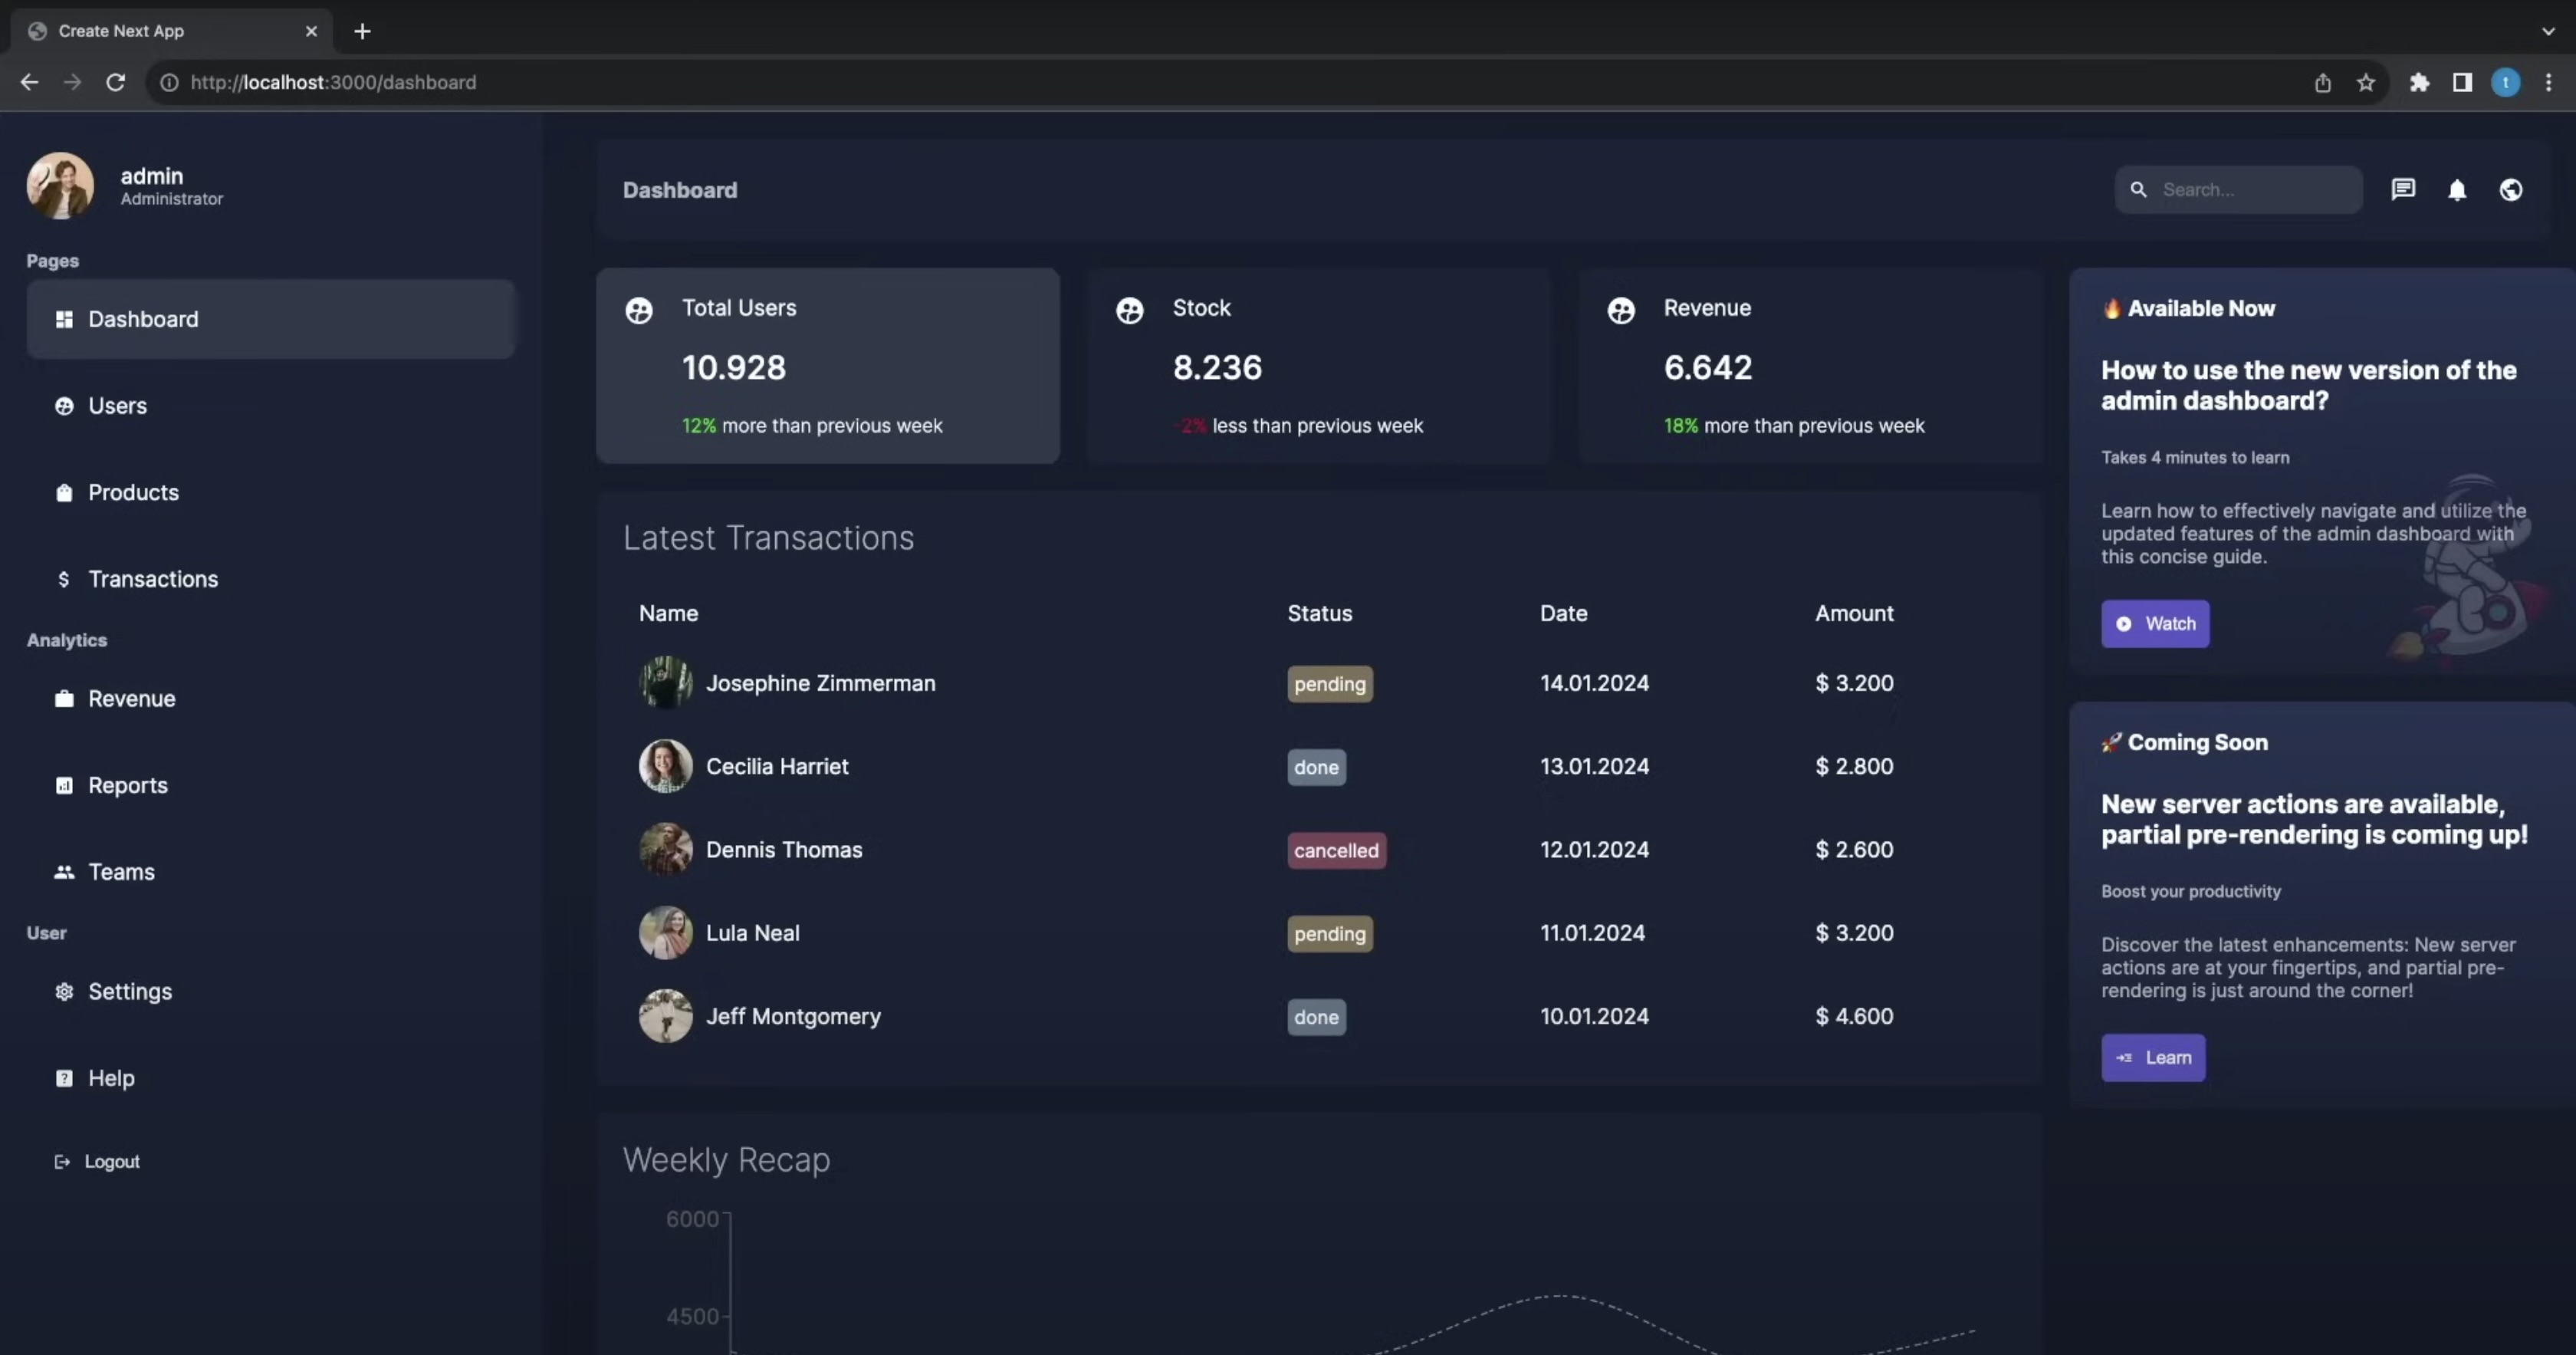 Create Next App
http://localhost:3000/dashboard
t
admin
Administrator
Pages
Dashboard
Users
Products
Transactions
Analytics
Revenue
Reports
Teams
User
Settings
Help
Logout
Dashboard
Search...
Total Users
10.928
12% more than previous week
Stock
8.236
-2% less than previous week
Revenue
6.642
18% more than previous week
Latest Transactions
Name Status Date Amount
Josephine Zimmerman pending 14.01.2024 $ 3.200
Cecilia Harriet done 13.01.2024 $ 2.800
Dennis Thomas cancelled 12.01.2024 $ 2.600
Lula Neal pending 11.01.2024 $ 3.200
Jeff Montgomery done 10.01.2024 $ 4.600
Weekly Recap
6000
4500
🔥 Available Now
How to use the new version of the
admin dashboard?
Takes 4 minutes to learn
Learn how to effectively navigate and utilize the
updated features of the admin dashboard with
this concise guide.
Watch
🚀 Coming Soon
New server actions are available,
partial pre-rendering is coming up!
Boost your productivity
Discover the latest enhancements: New server
actions are at your fingertips, and partial pre-
rendering is just around the corner!
Learn